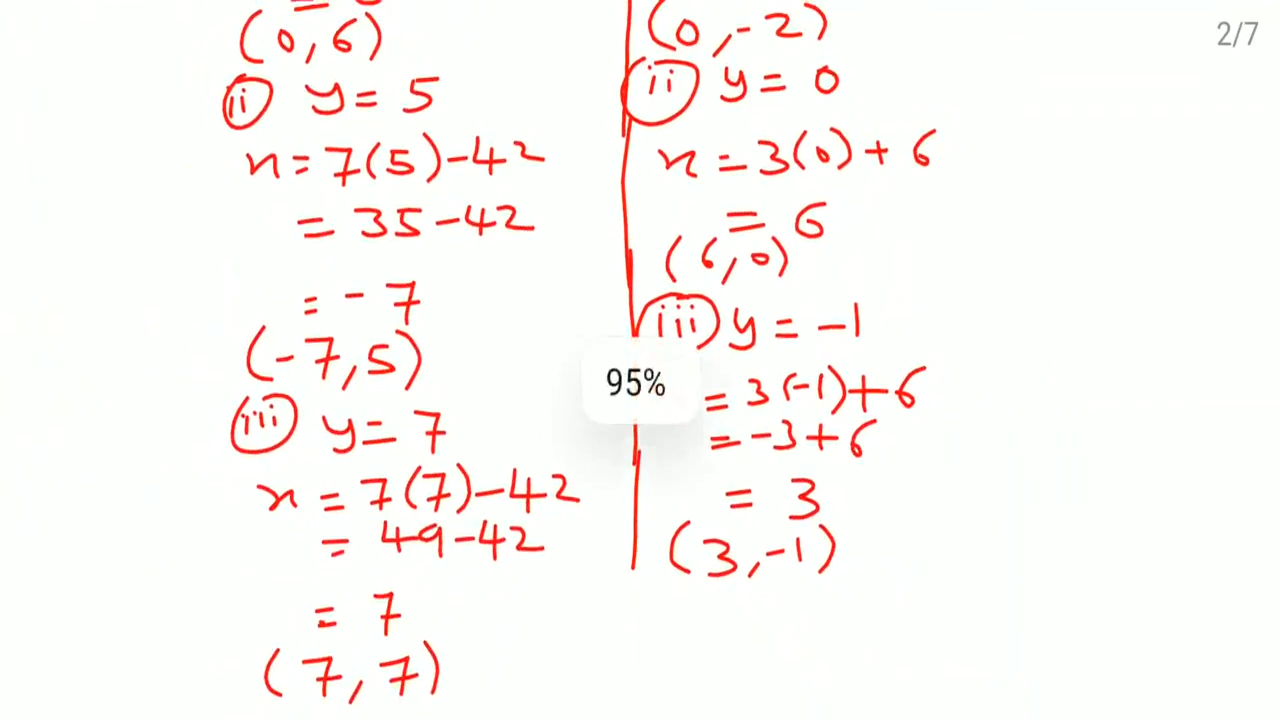 (0,6)
ii y = 5
x = 7(5)-42
= 35-42
= -7
(-7,5)
iii y = 7
x = 7(7)-42
= 49-42
= 7
(7,7)
(0,-2)
ii y = 0
x = 3(0)+6
= 6
(6,0)
iii y = -1
= 3(-1)+6
= -3+6
= 3
(3,-1)
95%
2/7